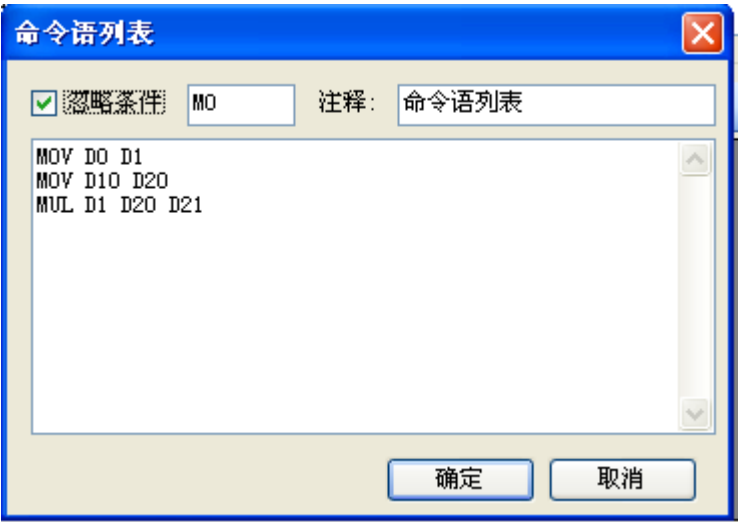 命令语列表
忽略条件 M0 注释: 命令语列表
MOV D0 D1
MOV D10 D20
MUL D1 D20 D21
确定 取消